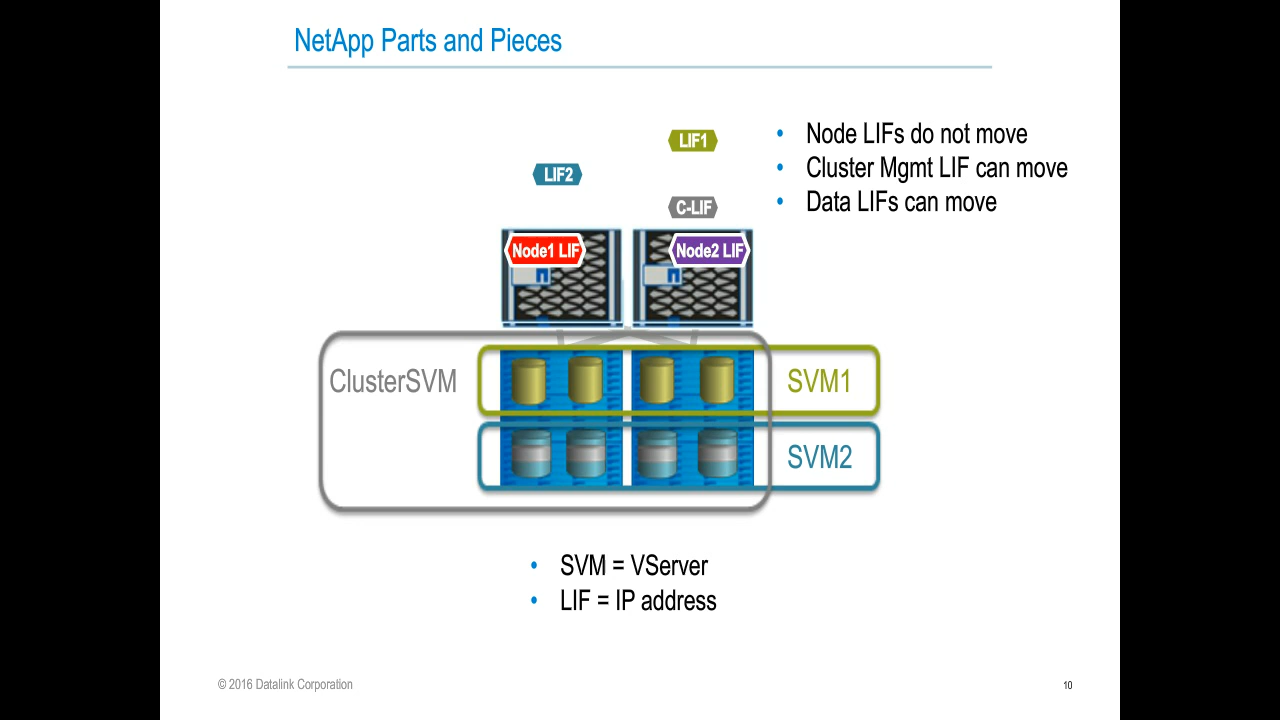 NetApp Parts and Pieces
LIF1
LIF2
C-LIF
Node1 LIF
Node2 LIF
• Node LIFs do not move
• Cluster Mgmt LIF can move
• Data LIFs can move
ClusterSVM
SVM1
SVM2
• SVM = VServer
• LIF = IP address
© 2016 Datalink Corporation
10